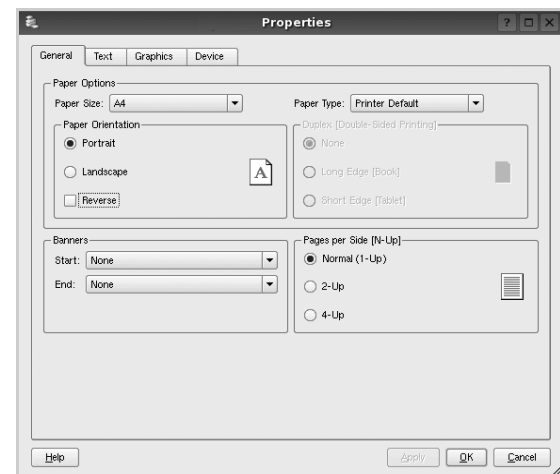 Properties
General Text Graphics Device
Paper Options
Paper Size: A4
Paper Type: Printer Default
Paper Orientation
Portrait
Landscape
Reverse
A
Duplex [Double-Sided Printing]
None
Long Edge [Book]
Short Edge [Tablet]
Banners
Start: None
End: None
Pages per Side [N-Up]
Normal (1-Up)
2-Up
4-Up
Help Apply OK Cancel